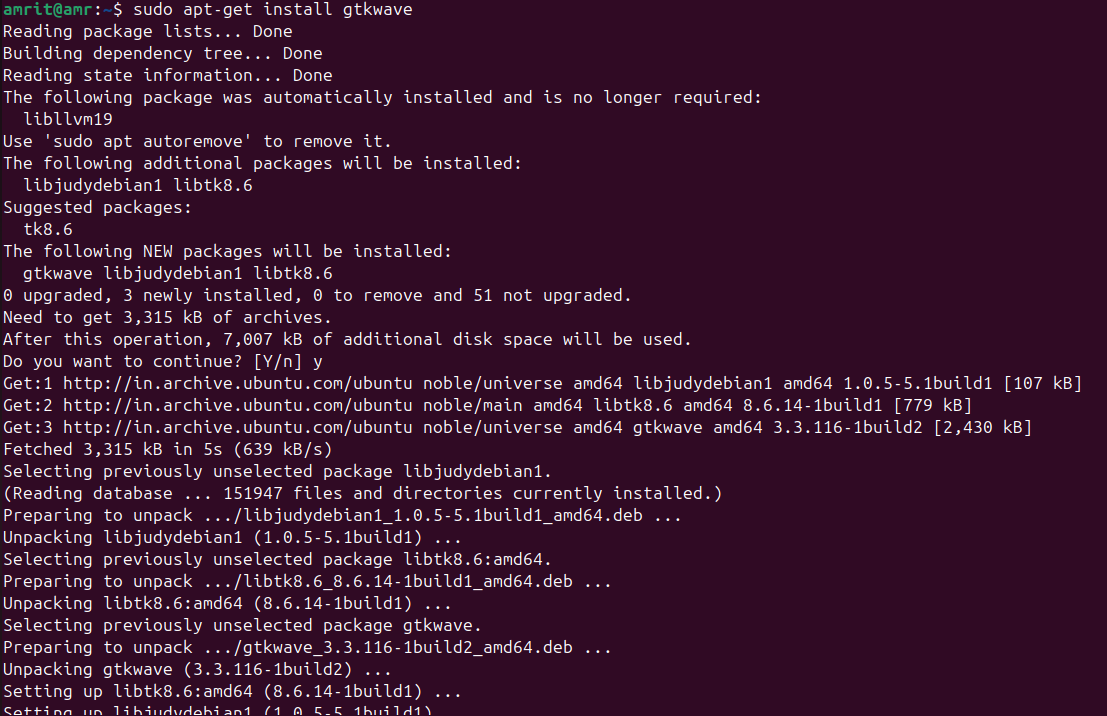 amrit@amr:~$ sudo apt-get install gtkwave
Reading package lists... Done
Building dependency tree... Done
Reading state information... Done
The following package was automatically installed and is no longer required:
  libllvm19
Use 'sudo apt autoremove' to remove it.
The following additional packages will be installed:
  libjudydebian1 libtk8.6
Suggested packages:
  tk8.6
The following NEW packages will be installed:
  gtkwave libjudydebian1 libtk8.6
0 upgraded, 3 newly installed, 0 to remove and 51 not upgraded.
Need to get 3,315 kB of archives.
After this operation, 7,007 kB of additional disk space will be used.
Do you want to continue? [Y/n] y
Get:1 http://in.archive.ubuntu.com/ubuntu noble/universe amd64 libjudydebian1 amd64 1.0.5-5.1build1 [107 kB]
Get:2 http://in.archive.ubuntu.com/ubuntu noble/main amd64 libtk8.6 amd64 8.6.14-1build1 [779 kB]
Get:3 http://in.archive.ubuntu.com/ubuntu noble/universe amd64 gtkwave amd64 3.3.116-1build2 [2,430 kB]
Fetched 3,315 kB in 5s (639 kB/s)
Selecting previously unselected package libjudydebian1.
(Reading database ... 151947 files and directories currently installed.)
Preparing to unpack .../libjudydebian1_1.0.5-5.1build1_amd64.deb ...
Unpacking libjudydebian1 (1.0.5-5.1build1) ...
Selecting previously unselected package libtk8.6:amd64.
Preparing to unpack .../libtk8.6_8.6.14-1build1_amd64.deb ...
Unpacking libtk8.6:amd64 (8.6.14-1build1) ...
Selecting previously unselected package gtkwave.
Preparing to unpack .../gtkwave_3.3.116-1build2_amd64.deb ...
Unpacking gtkwave (3.3.116-1build2) ...
Setting up libtk8.6:amd64 (8.6.14-1build1) ...
Setting up libjudydebian1 (1.0.5-5.1build1)